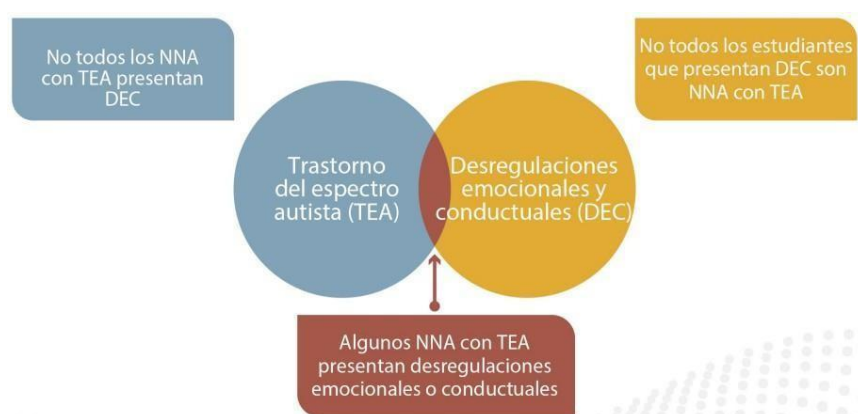 No todos los NNA
con TEA presentan
DEC
No todos los estudiantes
que presentan DEC son
NNA con TEA
Trastorno
del espectro
autista (TEA)
Desregulaciones
emocionales y
conductuales (DEC)
Algunos NNA con TEA
presentan desregulaciones
emocionales o conductuales